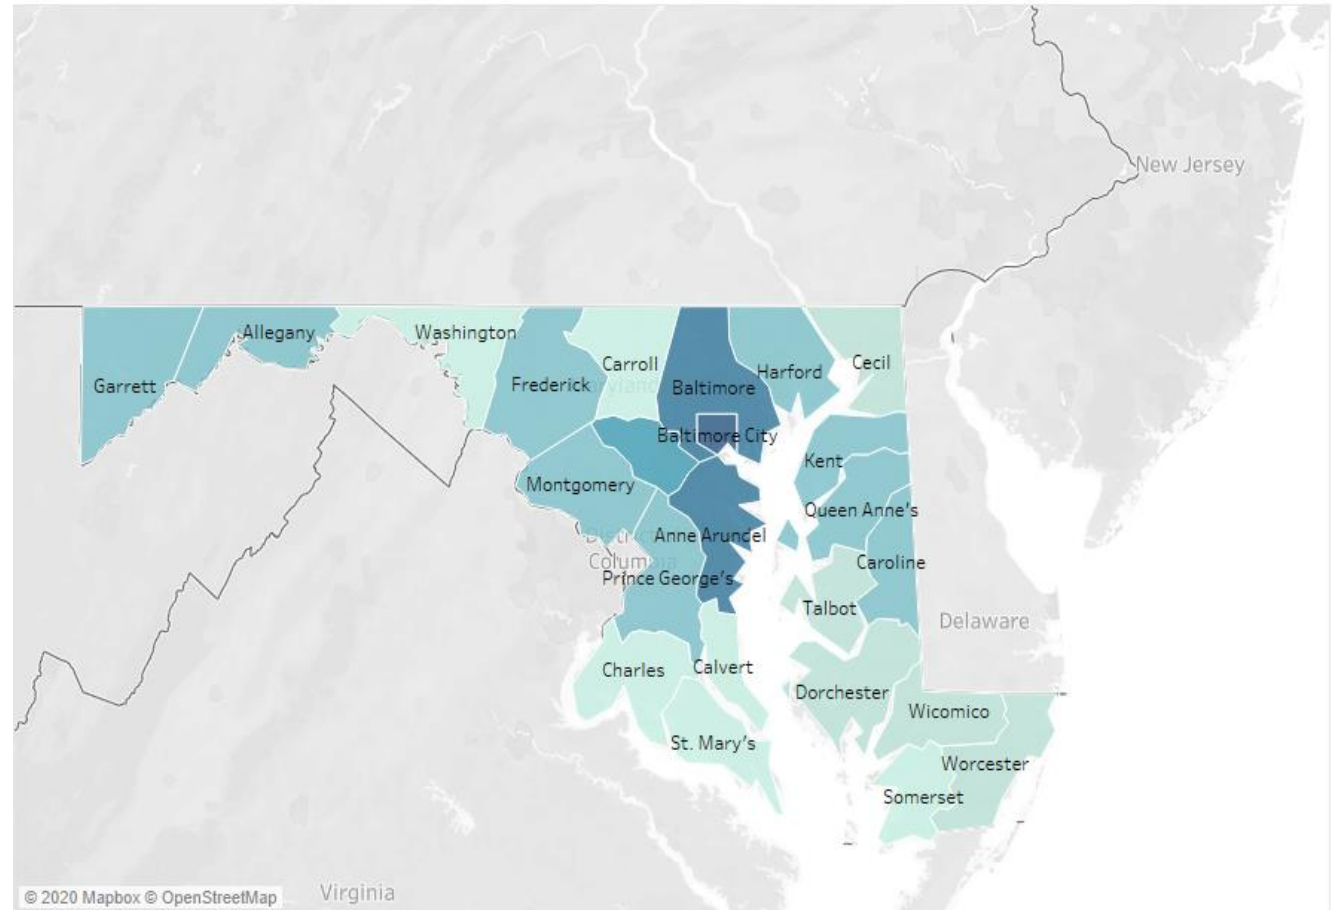 New Jersey
Allegany
Washington
Garrett
Frederick
Carroll
Baltimore
Harford
Cecil
Baltimore City
Kent
Montgomery
Queen Anne's
Anne Arundel
Columbia
Prince George's
Caroline
Talbot
Delaware
Charles
Calvert
Dorchester
Wicomico
St. Mary's
Worcester
Somerset
Virginia
© 2020 Mapbox © OpenStreetMap